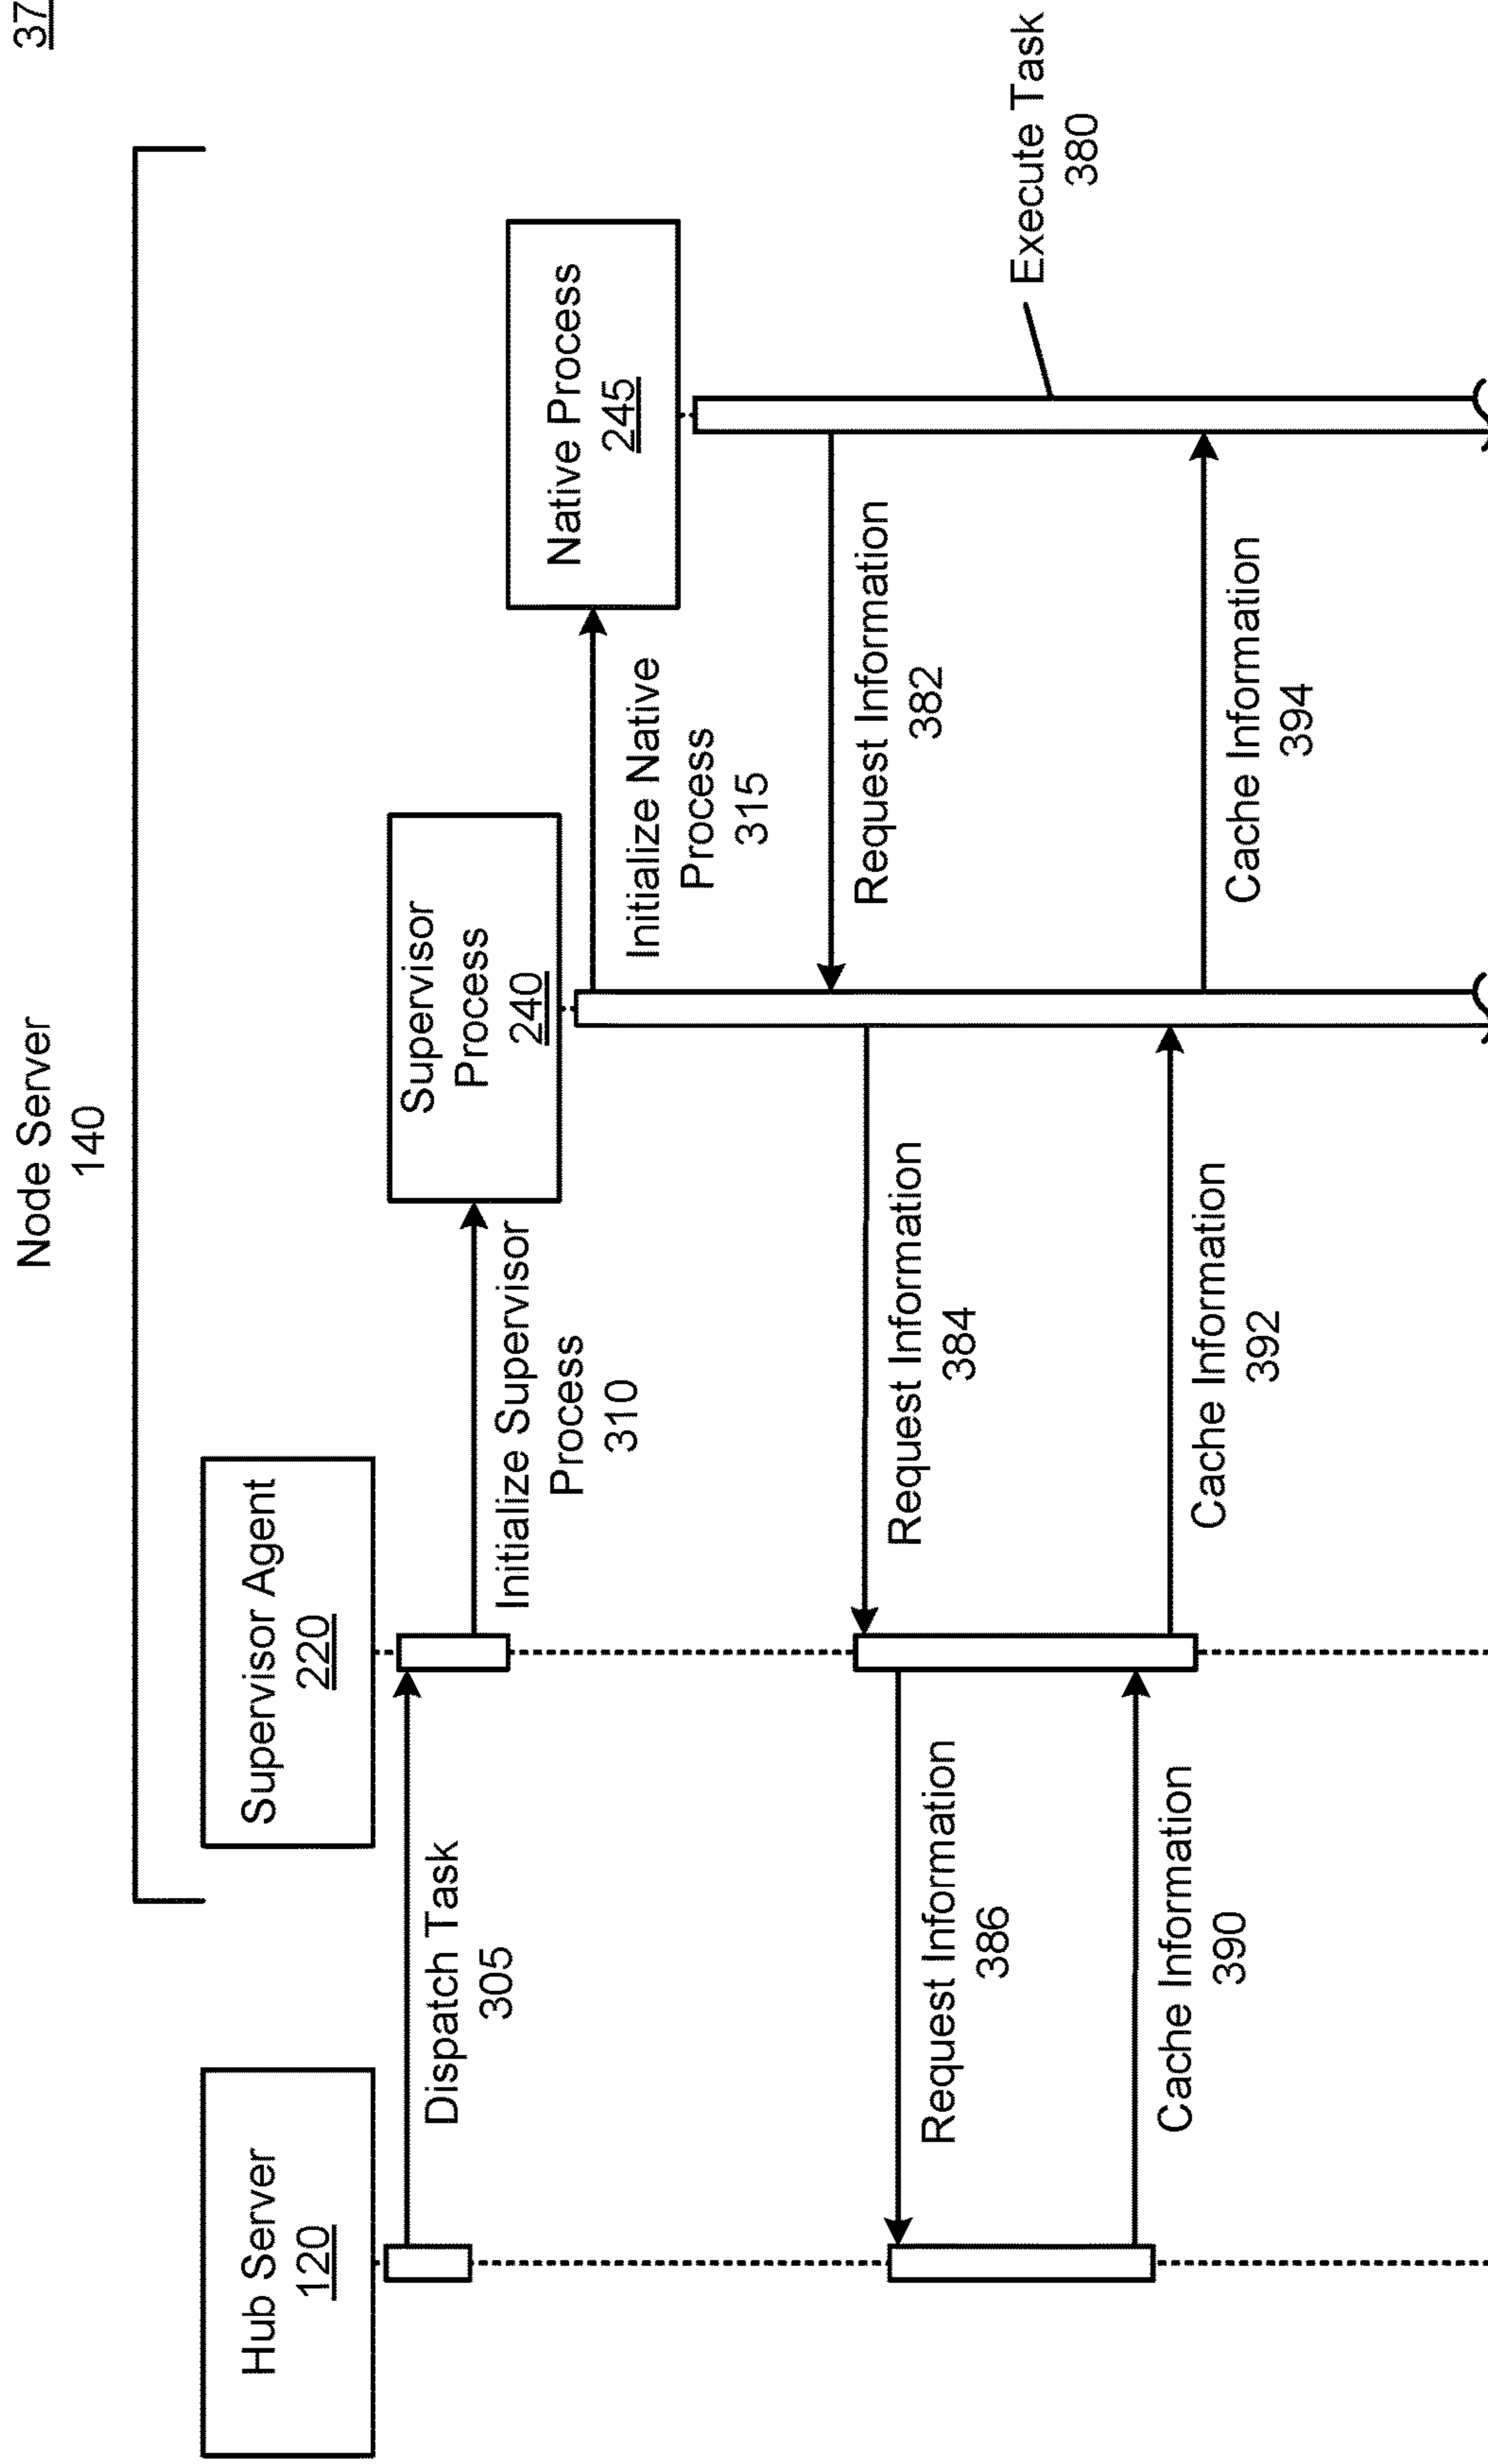 37
Node Server
140
Hub Server
120
Supervisor Agent
220
Supervisor
Process
240
Native Process
245
Dispatch Task
305
Initialize Supervisor
Process
310
Initialize Native
Process
315
Execute Task
380
Request Information
382
Request Information
384
Request Information
386
Cache Information
390
Cache Information
392
Cache Information
394